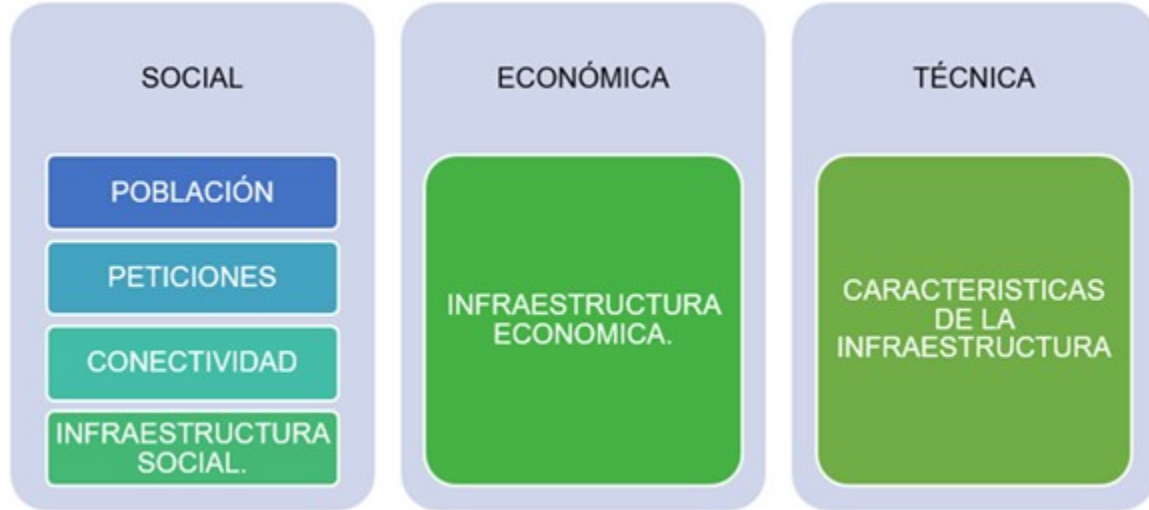 SOCIAL
POBLACIÓN
PETICIONES
CONECTIVIDAD
INFRAESTRUCTURA
SOCIAL.
ECONÓMICA
INFRAESTRUCTURA
ECONOMICA.
TÉCNICA
CARACTERISTICAS
DE LA
INFRAESTRUCTURA